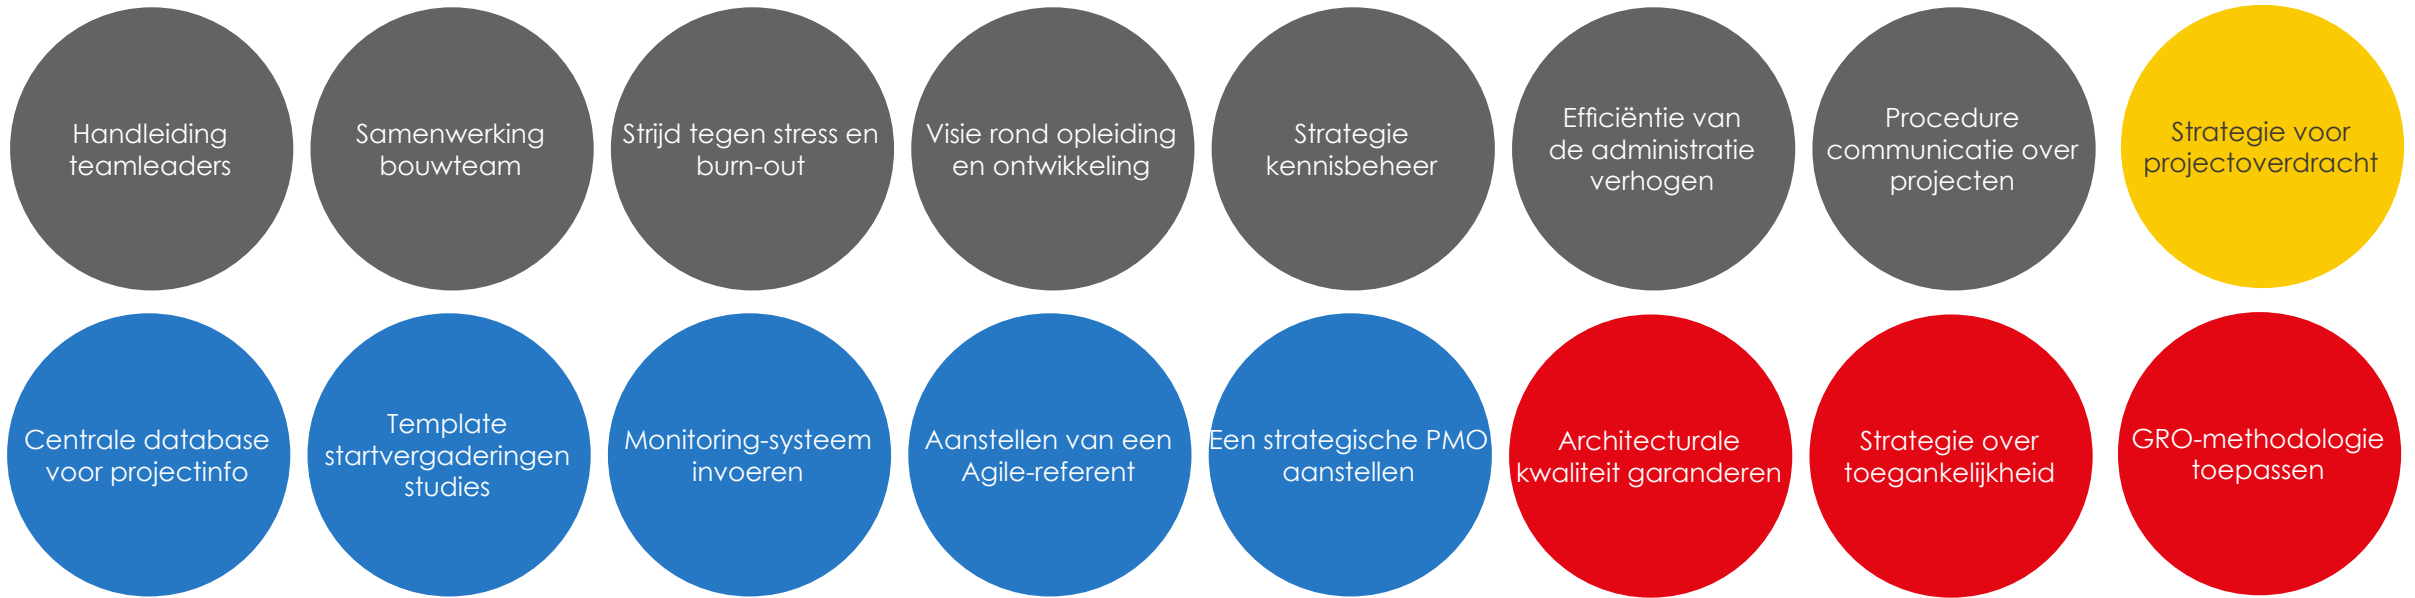 Handleiding
teamleaders
Samenwerking
bouwteam
Strijd tegen stress en
burn-out
Visie rond opleiding
en ontwikkeling
Strategie
kennisbeheer
Efficiëntie van
de administratie
verhogen
Procedure
communicatie over
projecten
Strategie voor
projectoverdracht
Centrale database
voor projectinfo
Template
startvergaderingen
studies
Monitoring-systeem
invoeren
Aanstellen van een
Agile-referent
Een strategische PMO
aanstellen
Architecturale
kwaliteit garanderen
Strategie over
toegankelijkheid
GRO-methodologie
toepassen